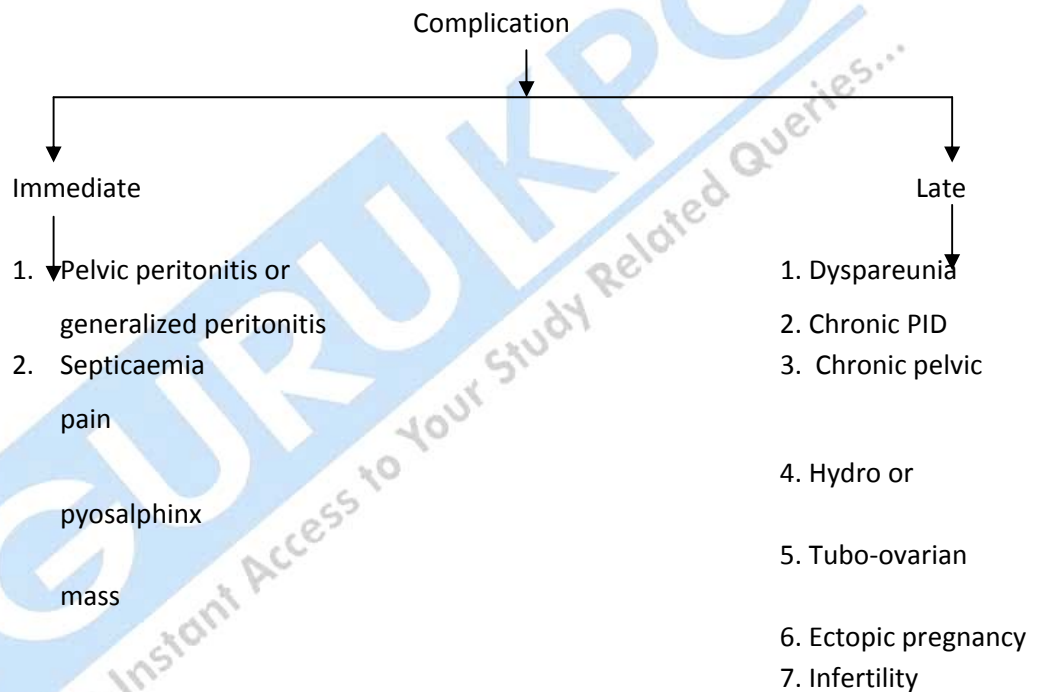 Complication
Immediate
Late
1. Pelvic peritonitis or
generalized peritonitis
2. Septicaemia
pain
pyosalphinx
mass
1. Dyspareunia
2. Chronic PID
3. Chronic pelvic
4. Hydro or
5. Tubo-ovarian
6. Ectopic pregnancy
7. Infertility
GURUKPO
Instant Access to Your Study Related Queries...